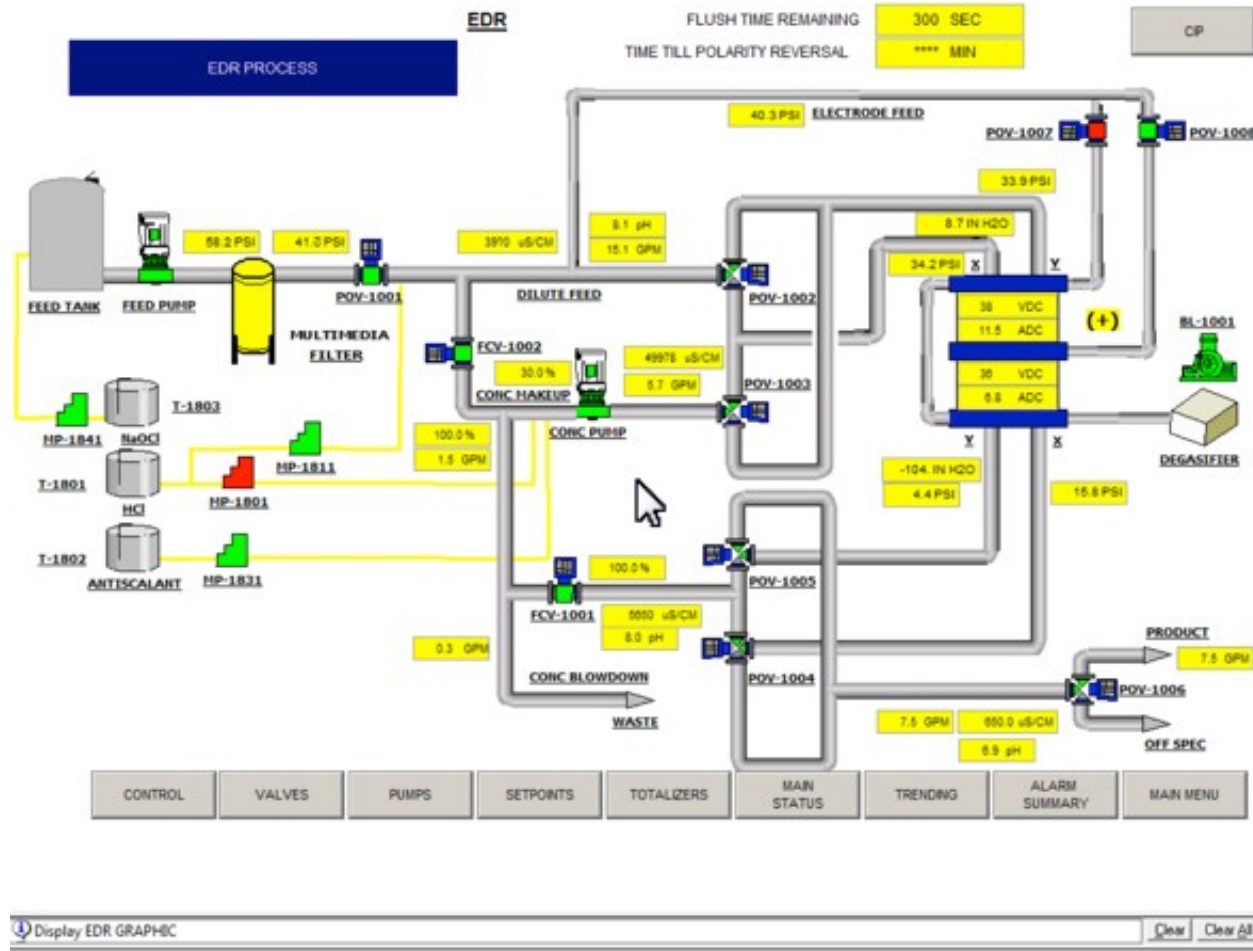 EDR
FLUSH TIME REMAINING
300 SEC
TIME TILL POLARITY REVERSAL
**** MIN
CIP
EDR PROCESS
40.3 PSI
ELECTRODE FEED
POV-1007
POV-1008
33.9 PSI
8.1 pH
15.1 GPM
8.7 IN H2O
58.2 PSI
41.0 PSI
3910 uS/CM
34.2 PSI
X
Y
FEED TANK
FEED PUMP
POV-1001
DILUTE FEED
POV-1002
38 VDC
11.5 ADC
(+)
BL-1001
MULTIMEDIA
FILTER
FCV-1002
30.0 %
CONC MAKEUP
49978 uS/CM
5.7 GPM
POV-1003
36 VDC
6.8 ADC
T-1803
MP-1841
NaOCl
MP-1811
100.0 %
1.5 GPM
CONC PUMP
Y
X
DEGASIFIER
T-1801
HCl
MP-1801
-104. IN H2O
4.4 PSI
15.8 PSI
T-1802
ANTISCALANT
MP-1831
100.0 %
POV-1005
FCV-1001
uS/CM
8.0 pH
0.3 GPM
CONC BLOWDOWN
WASTE
POV-1004
PRODUCT
7.5 GPM
POV-1006
7.5 GPM
650.0 uS/CM
6.9 pH
OFF SPEC
CONTROL
VALVES
PUMPS
SETPOINTS
TOTALIZERS
MAIN
STATUS
TRENDING
ALARM
SUMMARY
MAIN MENU
Display EDR GRAPHIC
Clear
Clear All